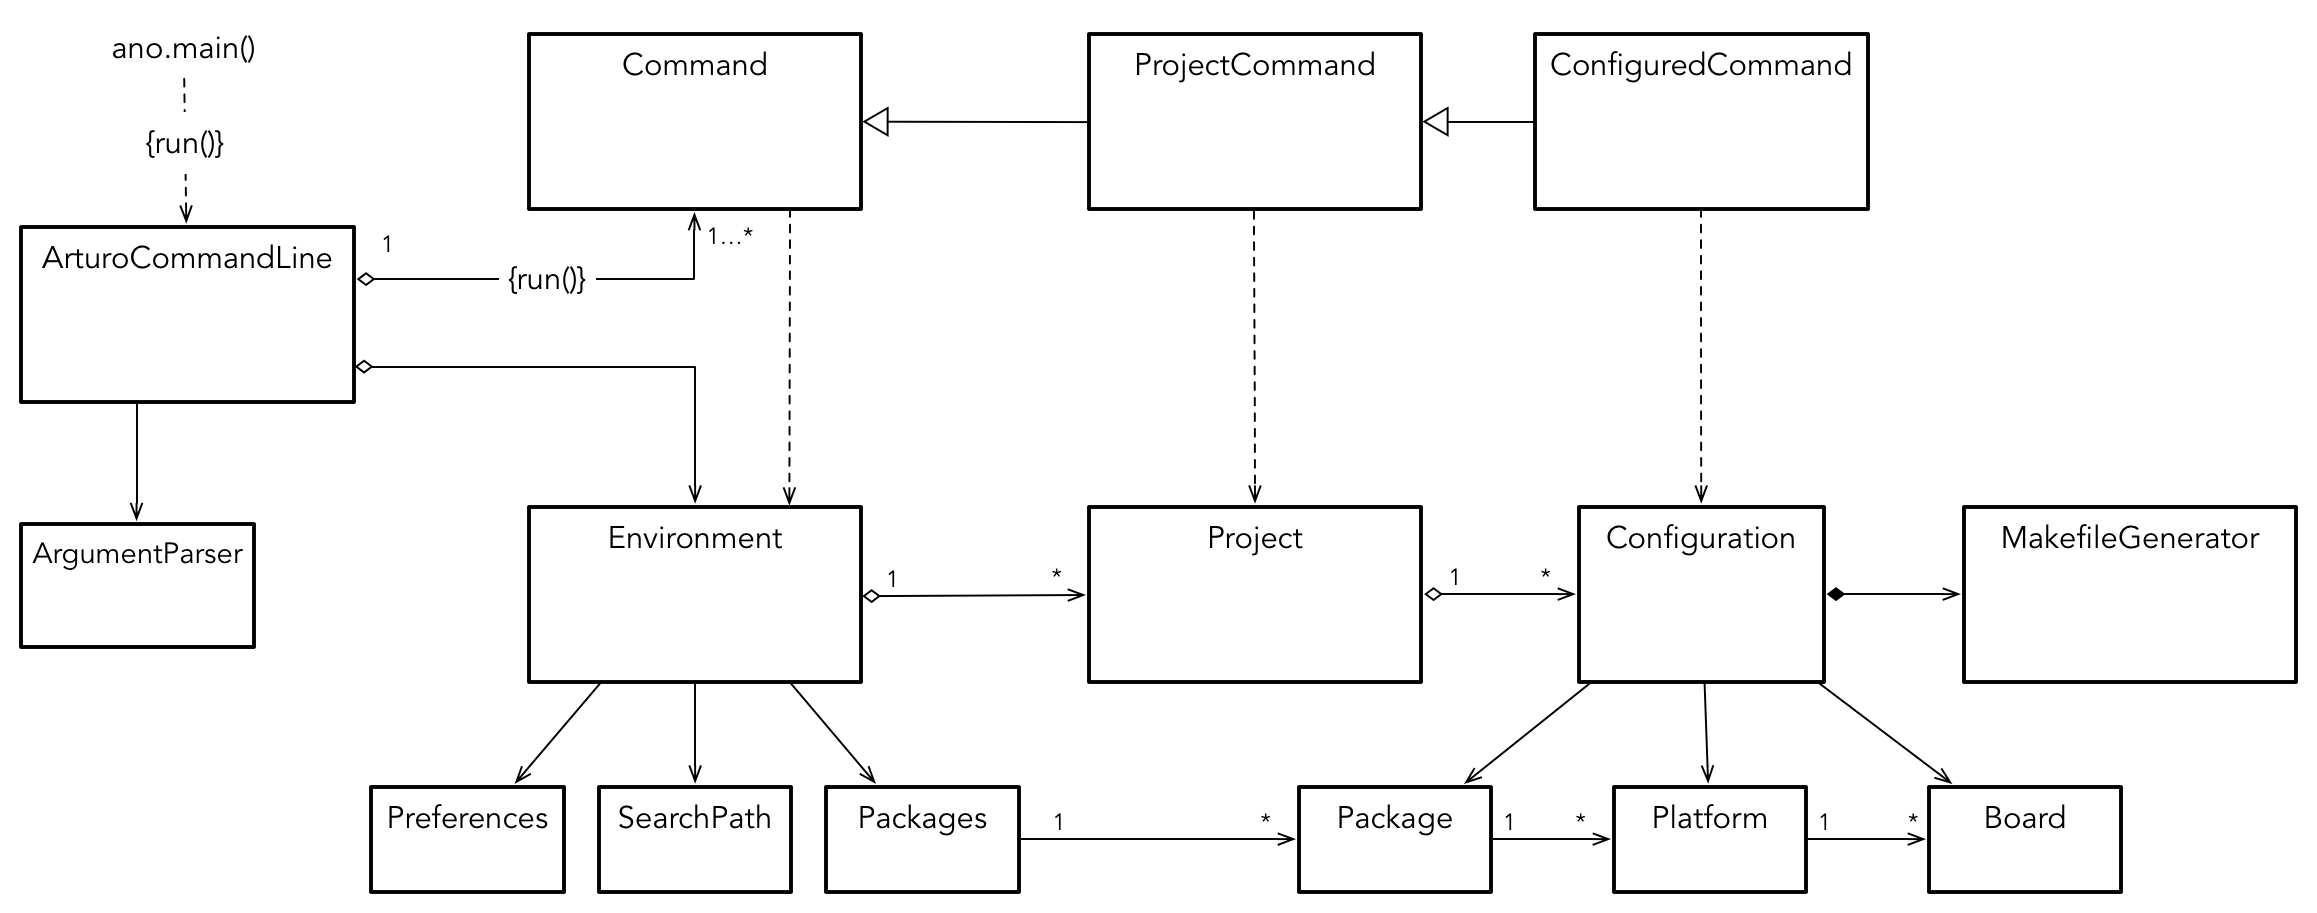 ano.main()
Command
ProjectCommand
ConfiguredCommand
{run()}
1
1...*
ArturoCommandLine
{run()}
Environment
Project
Configuration
MakefileGenerator
ArgumentParser
1
*
1
*
Preferences
SearchPath
Packages
1
*
Package
1
*
Platform
1
*
Board